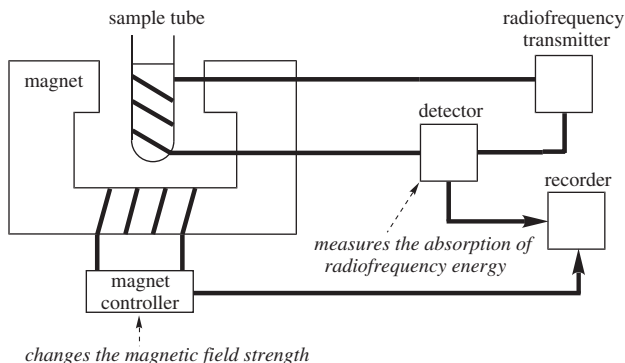 sample tube
radiofrequency
transmitter
magnet
detector
recorder
measures the absorption of
radiofrequency energy
magnet
controller
changes the magnetic field strength